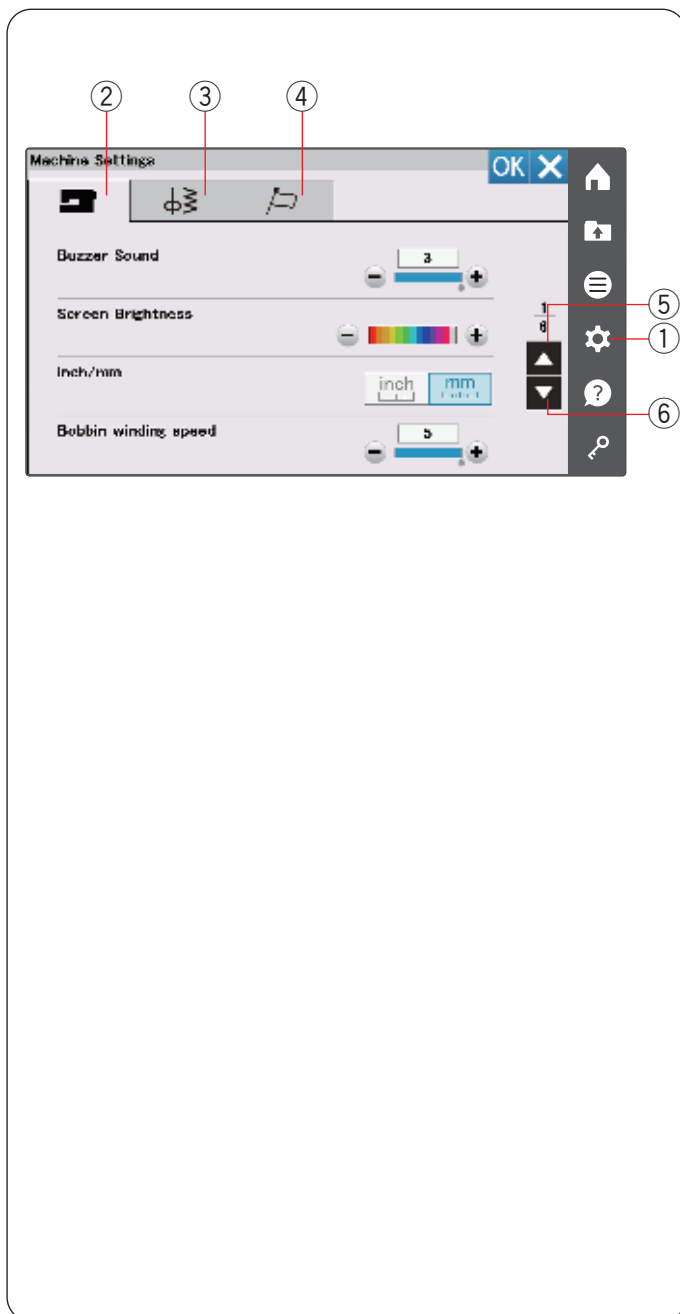 ② ③ ④
Machine Settings OK
Buzzer Sound 3
Screen Brightness 1
6
⑤
①
Inch/mm inch mm
?
⑥
Bobbin winding speed 5